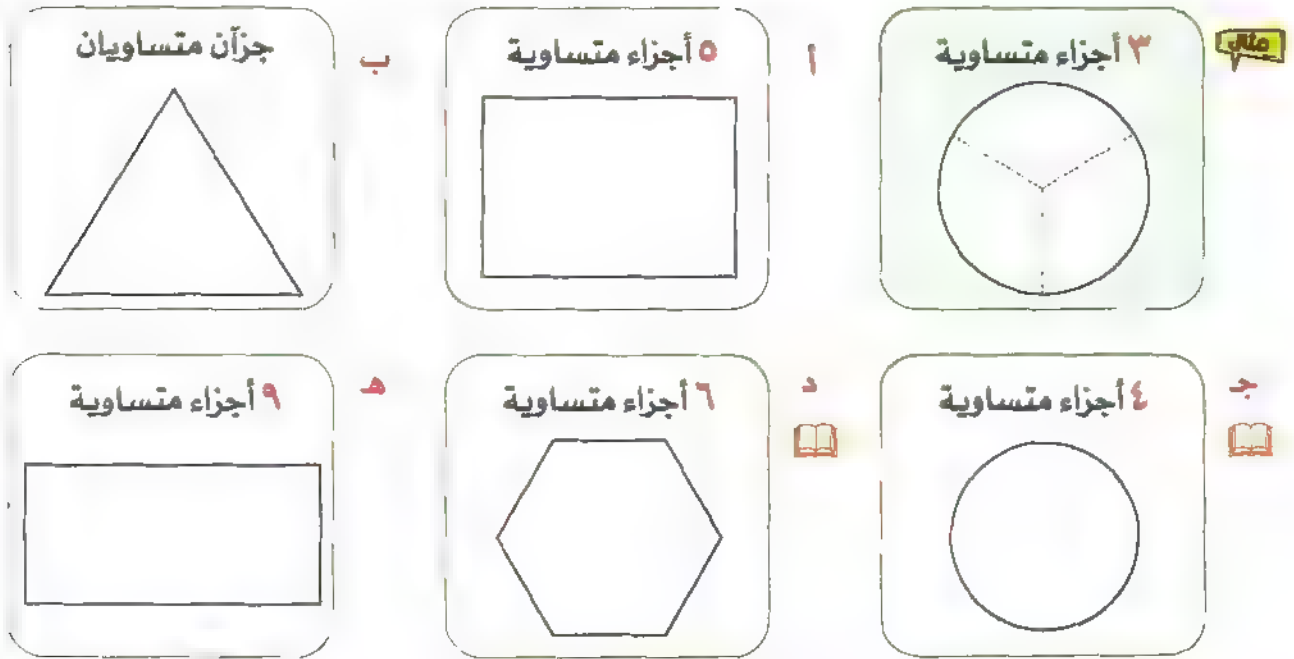 مثال
٣ أجزاء متساوية
أ
٥ أجزاء متساوية
ب
جزآن متساويان
جـ
٤ أجزاء متساوية
د
٦ أجزاء متساوية
هـ
٩ أجزاء متساوية